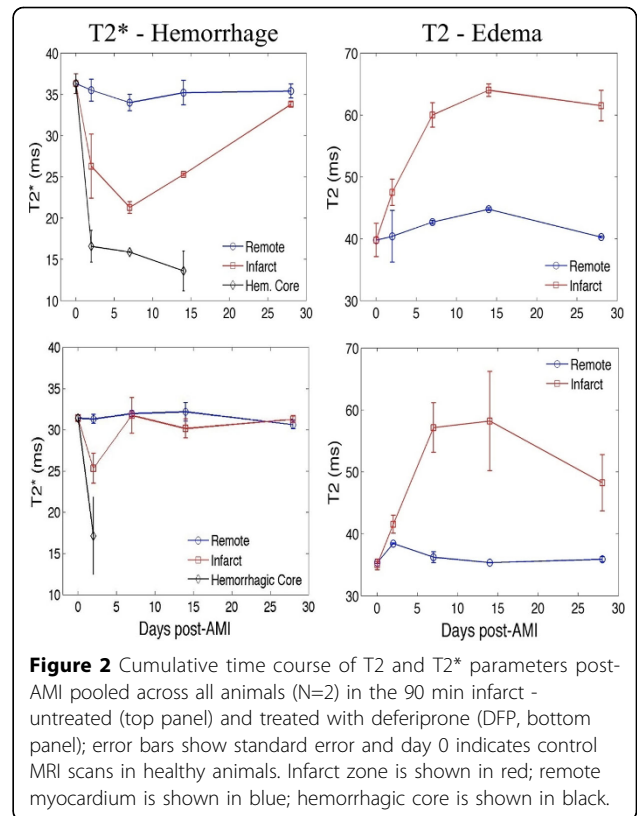 T2* - Hemorrhage
T2 - Edema
40
35
30
25
20
15
10
T2* (ms)
0 5 10 15 20 25 30
Remote
Infarct
Hem. Core
70
60
50
40
30
T2 (ms)
0 5 10 15 20 25 30
Remote
Infarct
40
35
30
25
20
15
10
T2* (ms)
0 5 10 15 20 25 30
Days post-AMI
Remote
Infarct
Hemorrhagic Core
70
60
50
40
30
T2 (ms)
0 5 10 15 20 25 30
Days post-AMI
Remote
Infarct
Figure 2 Cumulative time course of T2 and T2* parameters post-
AMI pooled across all animals (N=2) in the 90 min infarct -
untreated (top panel) and treated with deferiprone (DFP, bottom
panel); error bars show standard error and day 0 indicates control
MRI scans in healthy animals. Infarct zone is shown in red; remote
myocardium is shown in blue; hemorrhagic core is shown in black.